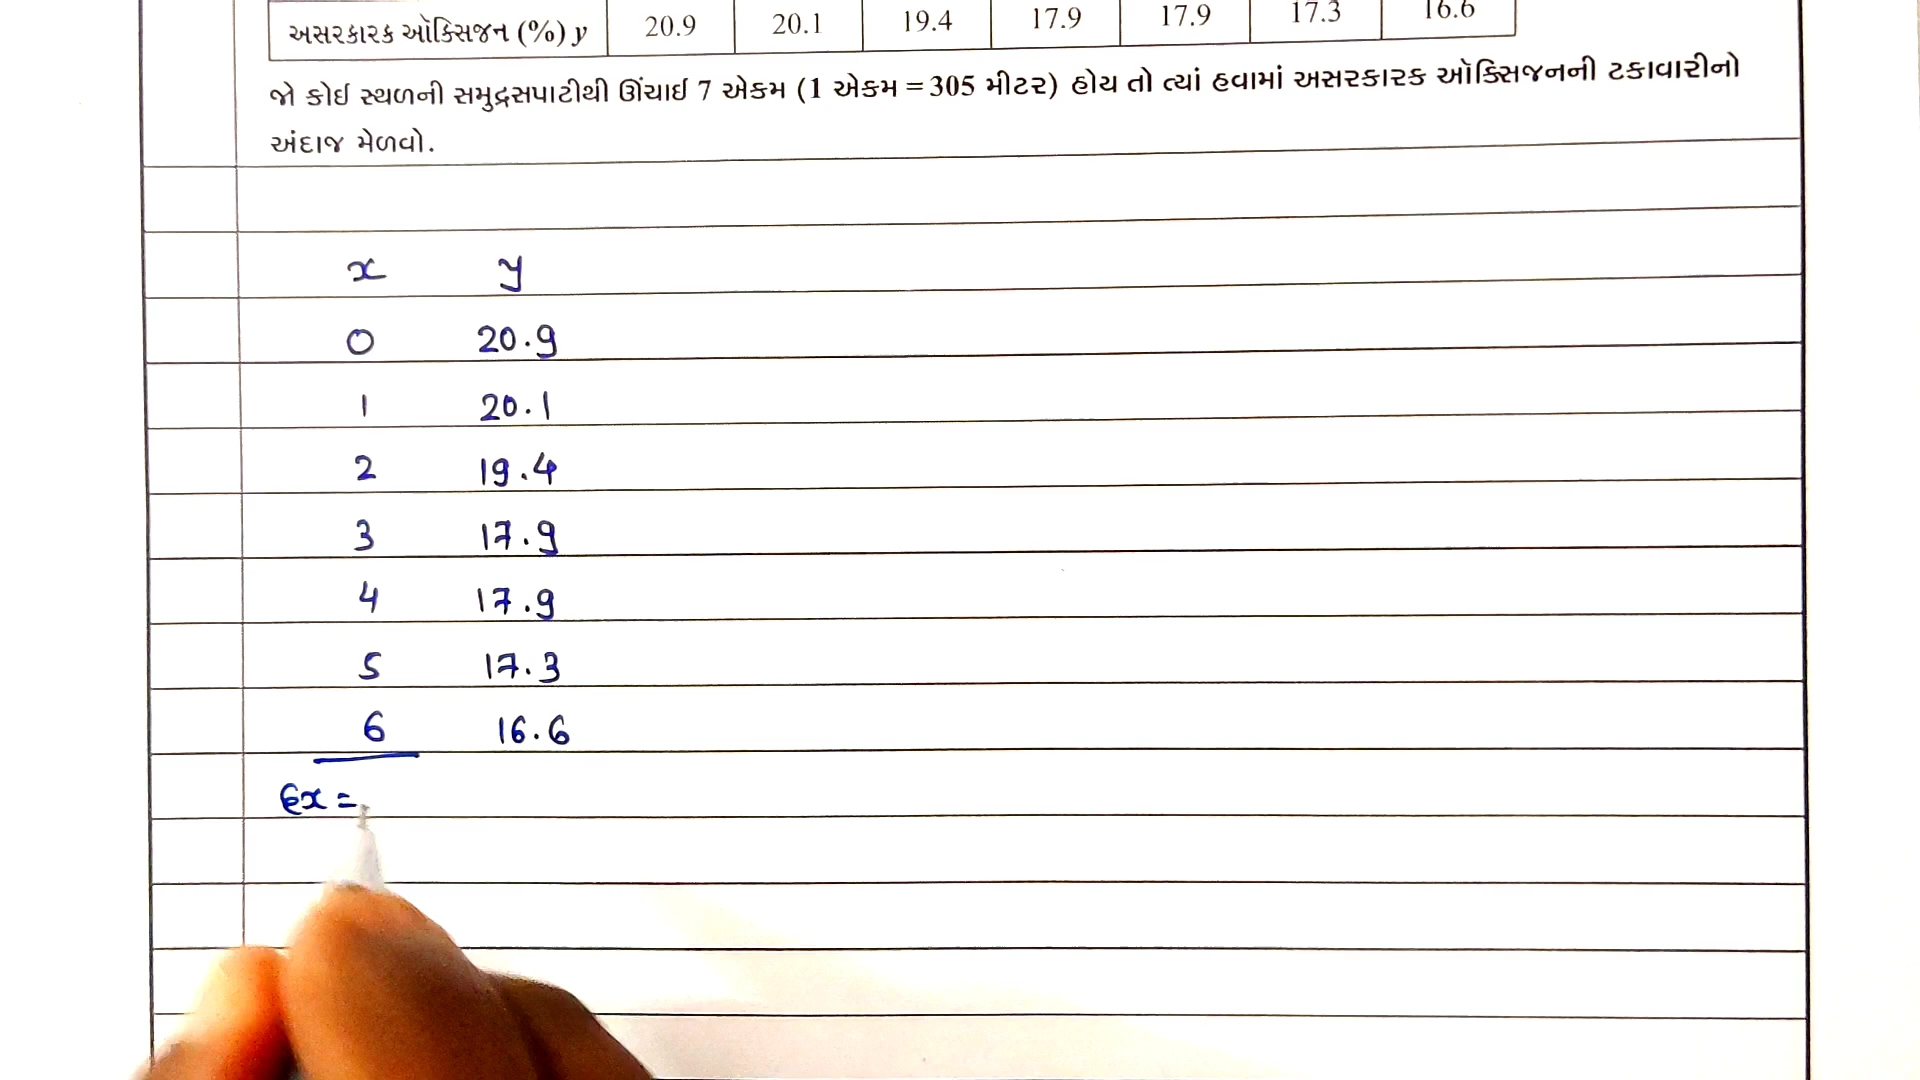 અસરકારક ઑક્સિજન (%) y 20.9 20.1 19.4 17.9 17.9 17.3 16.6
જો કોઈ સ્થળની સમુદ્રસપાટીથી ઊંચાઈ 7 એકમ (1 એકમ = 305 મીટર) હોય તો ત્યાં હવામાં અસરકારક ઑક્સિજનની ટકાવારીનો
અંદાજ મેળવો.
x y
0 20.9
1 20.1
2 19.4
3 17.9
4 17.9
5 17.3
6 16.6
Σx =